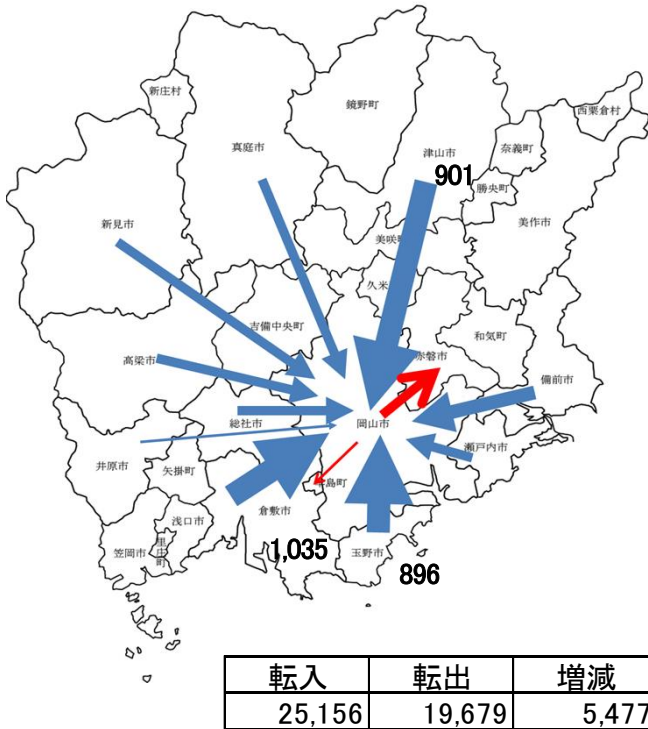 新庄村
鏡野町
西粟倉村
真庭市
津山市
奈義町
901
勝央町
新見市
美作市
美咲町
久米
吉備中央町
和気町
高梁市
赤磐市
備前市
総社市
岡山市
瀬戸内市
井原市
矢掛町
島町
倉敷市
浅口市
里庄町
笠岡市
1,035
玉野市
896
転入 転出 増減
25,156 19,679 5,477